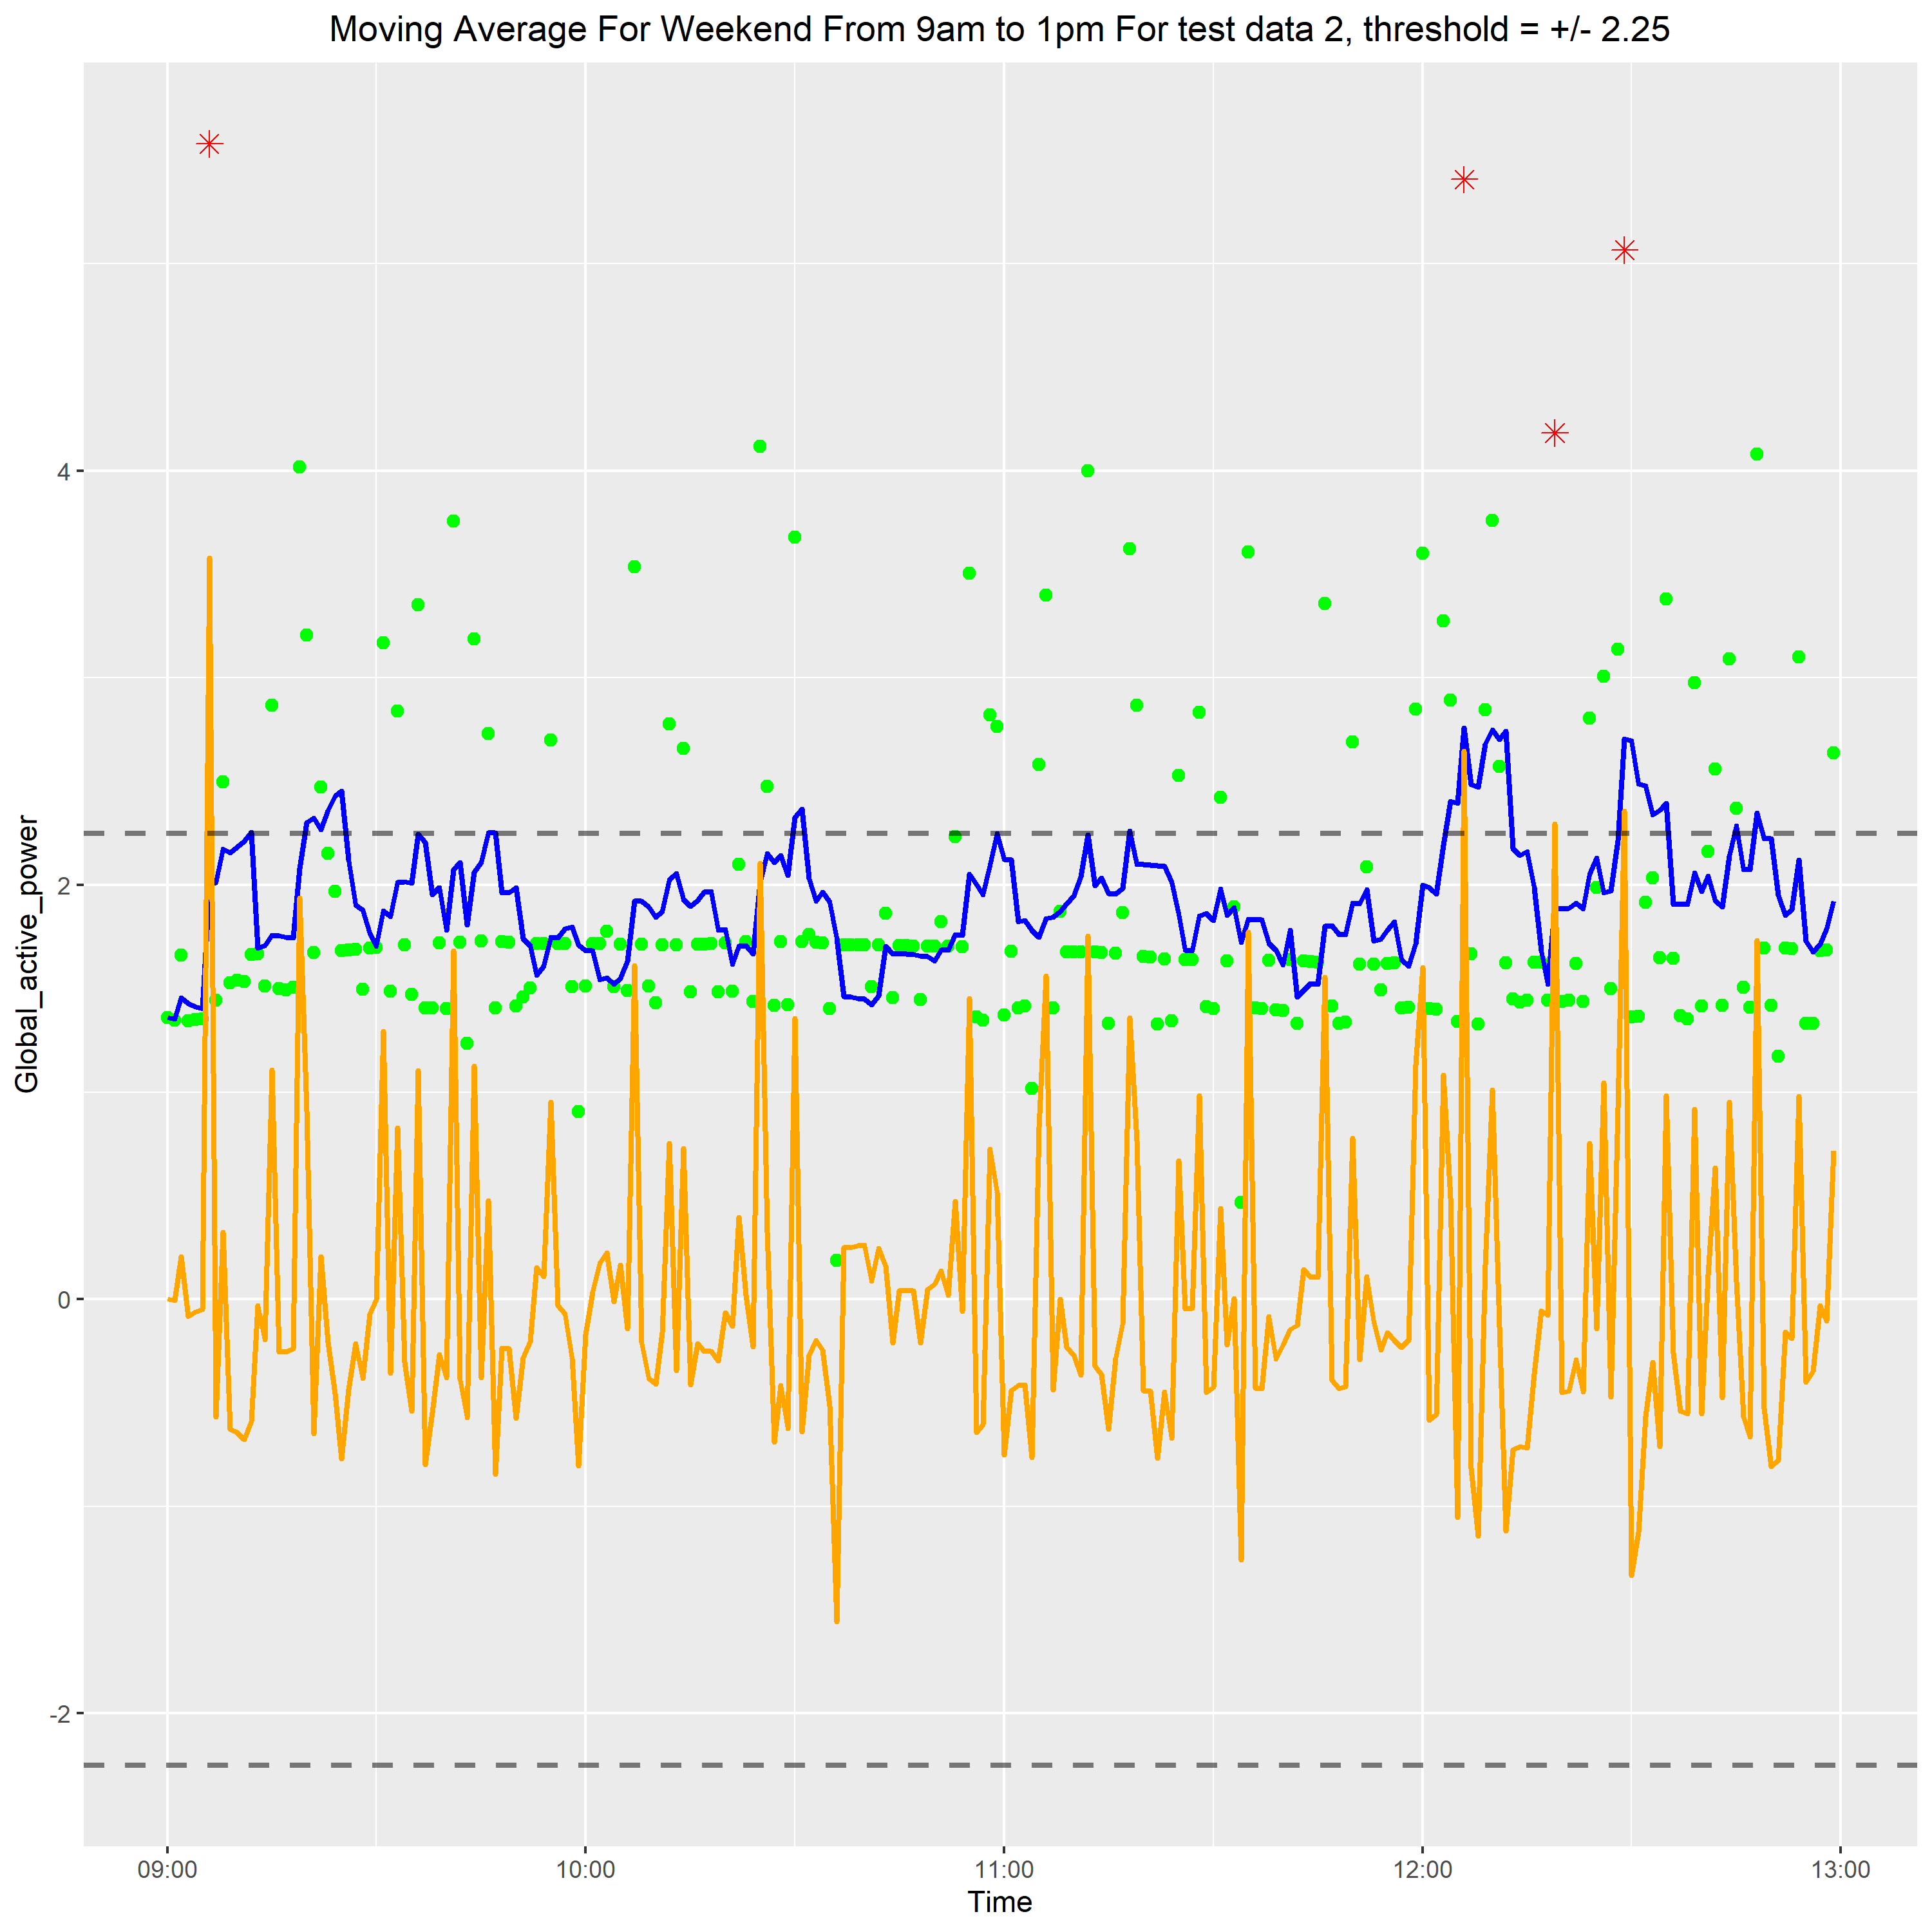 Moving Average For Weekend From 9am to 1pm For test data 2, threshold = +/- 2.25
Global_active_power
4
2
0
-2
09:00 10:00 11:00 12:00 13:00
Time